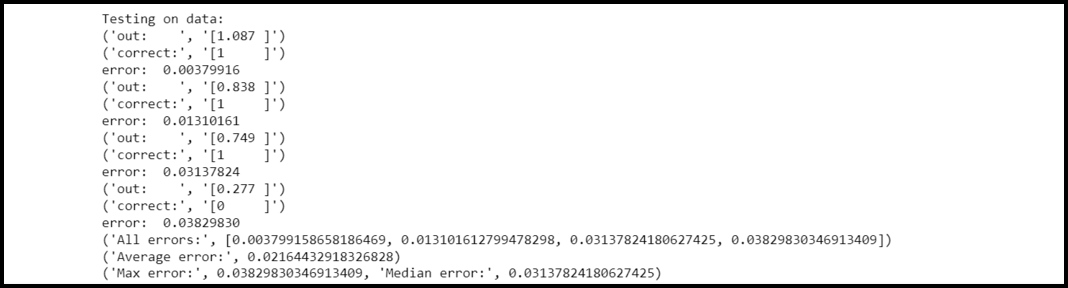 Testing on data:
('out:    ', '[1.087 ]')
('correct:', '[1     ]')
error:  0.00379916
('out:    ', '[0.838 ]')
('correct:', '[1     ]')
error:  0.01310161
('out:    ', '[0.749 ]')
('correct:', '[1     ]')
error:  0.03137824
('out:    ', '[0.277 ]')
('correct:', '[0     ]')
error:  0.03829830
('All errors:', [0.003799158658186469, 0.013101612799478298, 0.03137824180627425, 0.03829830346913409])
('Average error:', 0.02164432918326828)
('Max error:', 0.03829830346913409, 'Median error:', 0.03137824180627425)